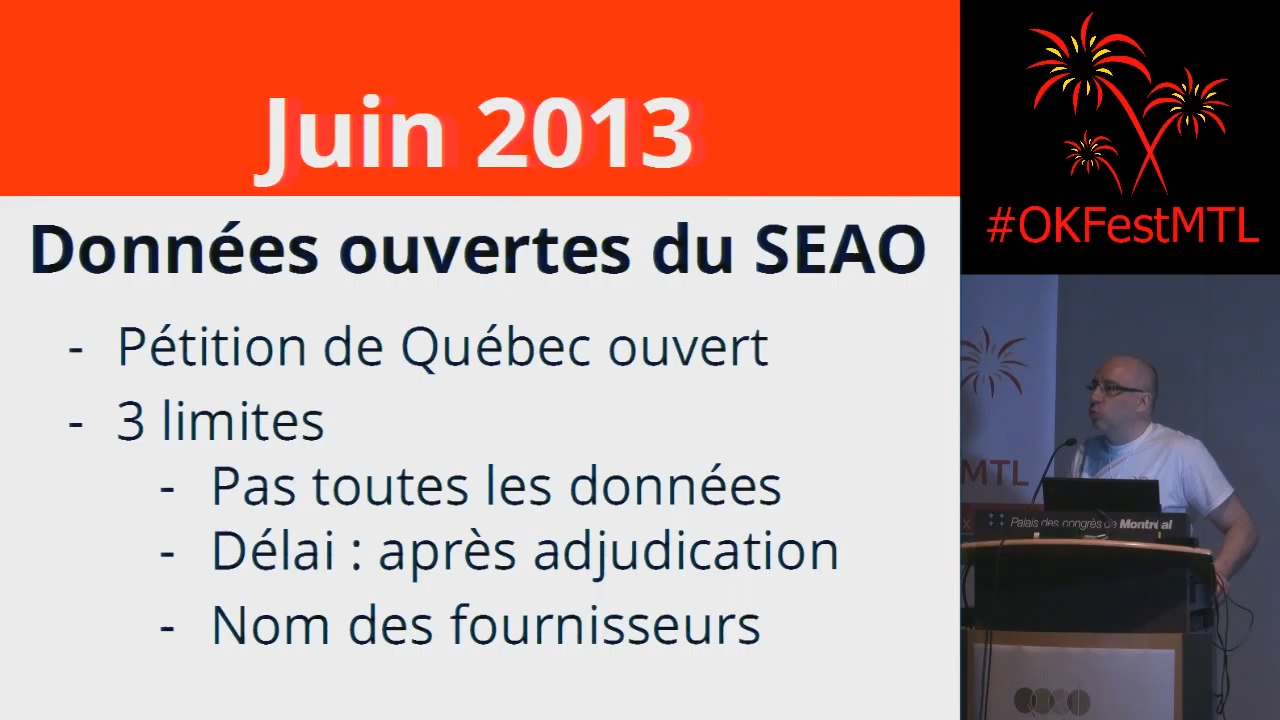 Juin 2013
Données ouvertes du SEAO
- Pétition de Québec ouvert
- 3 limites
- Pas toutes les données
- Délai : après adjudication
- Nom des fournisseurs
#OKFestMTL
MTL
Palais des congrès de Montréal